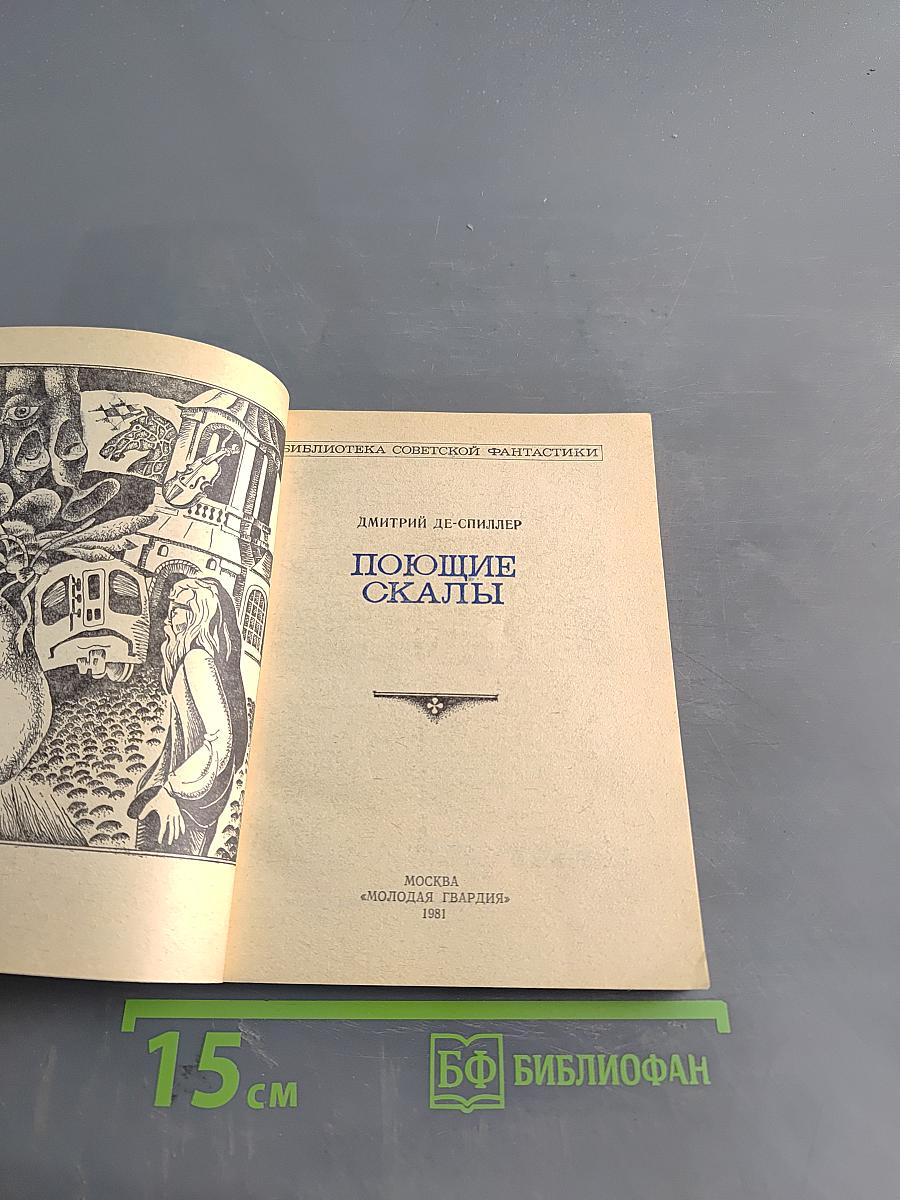 БИБЛИОТЕКА СОВЕТСКОЙ ФАНТАСТИКИ
ДМИТРИЙ ДЕ-СПИЛЛЕР
ПОЮЩИЕ
СКАЛЫ
МОСКВА
«МОЛОДАЯ ГВАРДИЯ»
1981
15 см
БФ БИБЛИОФАН